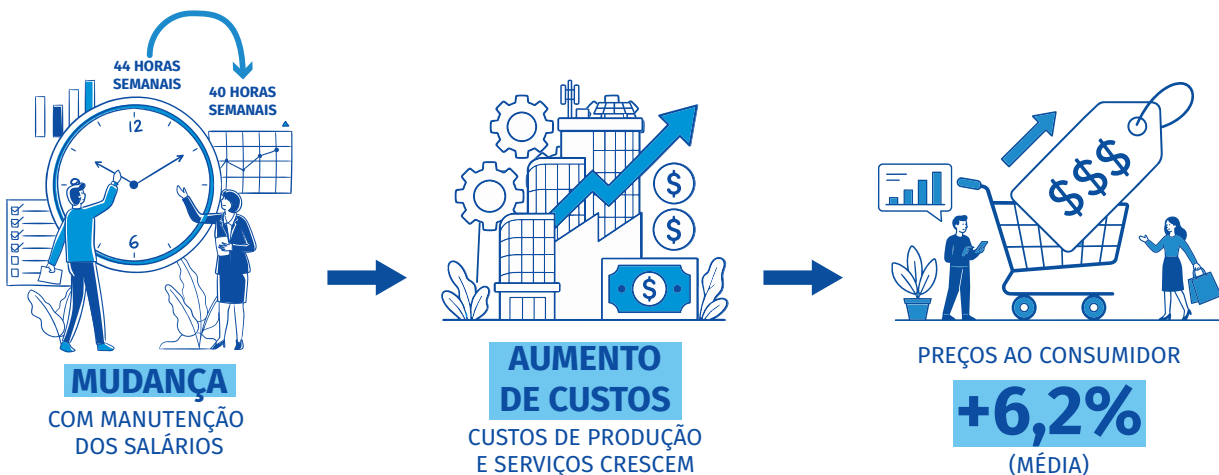 44 HORAS
SEMANAIS
40 HORAS
SEMANAIS
12
6
MUDANÇA
COM MANUTENÇÃO
DOS SALÁRIOS
$
$
$
AUMENTO
DE CUSTOS
CUSTOS DE PRODUÇÃO
E SERVIÇOS CRESCEM
$$$
PREÇOS AO CONSUMIDOR
+6,2%
(MÉDIA)